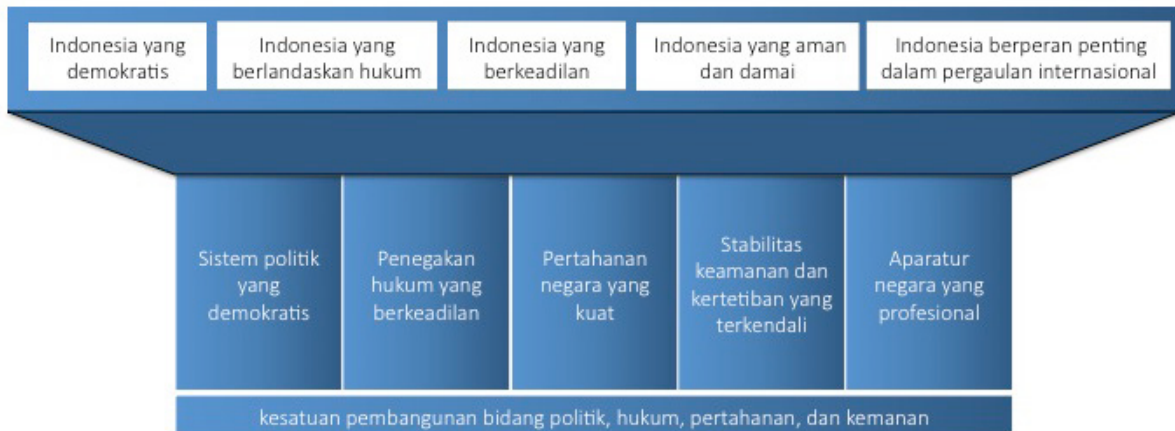 Indonesia yang
demokratis
Indonesia yang
berlandaskan hukum
Indonesia yang
berkeadilan
Indonesia yang aman
dan damai
Indonesia berperan penting
dalam pergaulan internasional
Sistem politik
yang
demokratis
Penegakan
hukum yang
berkeadilan
Pertahanan
negara yang
kuat
Stabilitas
keamanan dan
kertetiban yang
terkendali
Aparatur
negara yang
profesional
kesatuan pembangunan bidang politik, hukum, pertahanan, dan kemanan